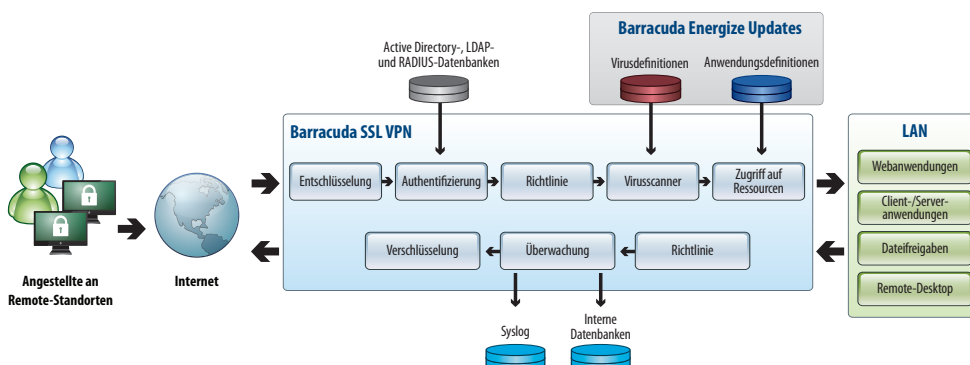 Barracuda Energize Updates
Active Directory-, LDAP-
und RADIUS-Datenbanken
Virusdefinitionen
Anwendungsdefinitionen
Barracuda SSL VPN
LAN
Entschlüsselung
Authentifizierung
Richtlinie
Virusscanner
Zugriff auf
Ressourcen
Webanwendungen
Client-/Server-
anwendungen
Verschlüsselung
Überwachung
Richtlinie
Dateifreigaben
Remote-Desktop
Angestellte an
Remote-Standorten
Internet
Syslog
Interne
Datenbanken